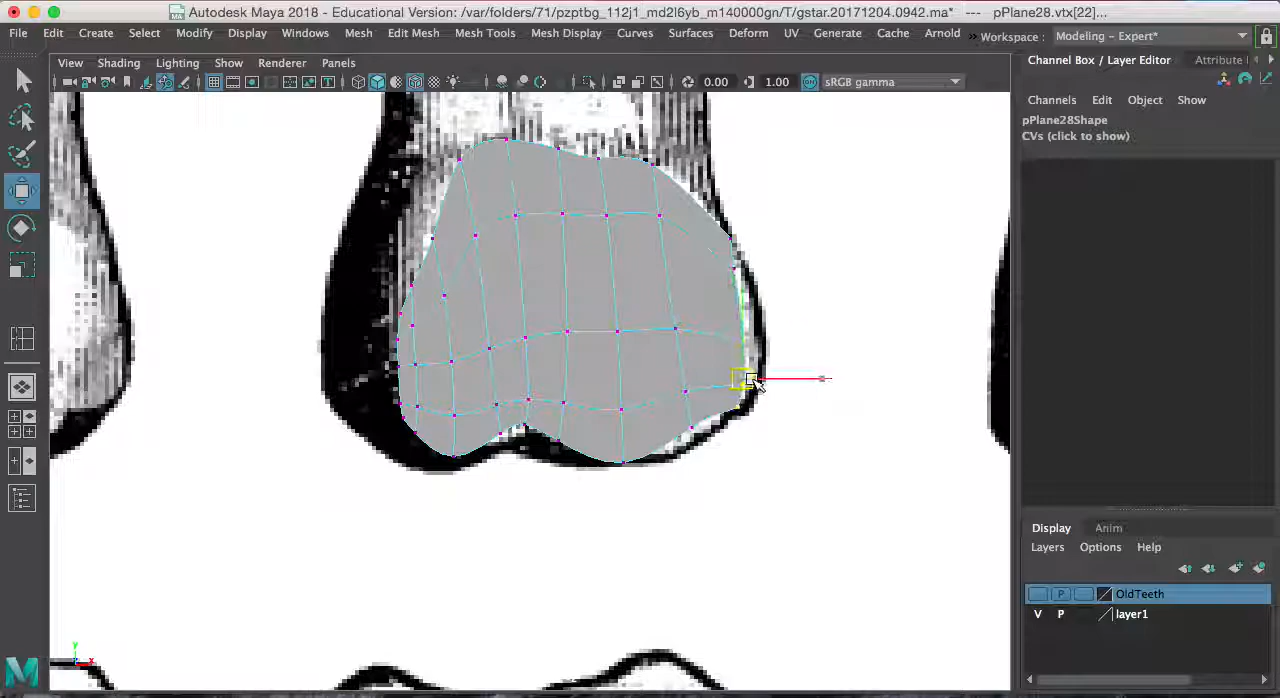 Autodesk Maya 2018 - Educational Version: /var/folders/71/pzptbg_112j1_md2l6yb_m140000gn/T/gstar.20171204.0942.ma* --- pPlane28.vtx[22]...
File Edit Create Select Modify Display Windows Mesh Edit Mesh Mesh Tools Mesh Display Curves Surfaces Deform UV Generate Cache Arnold » Workspace : Modeling - Expert*
View Shading Lighting Show Renderer Panels
0.00 1.00 sRGB gamma
Channel Box / Layer Editor Attribute
Channels Edit Object Show
pPlane28Shape
CVs (click to show)
Display Anim
Layers Options Help
P OldTeeth
V P layer1
y
x